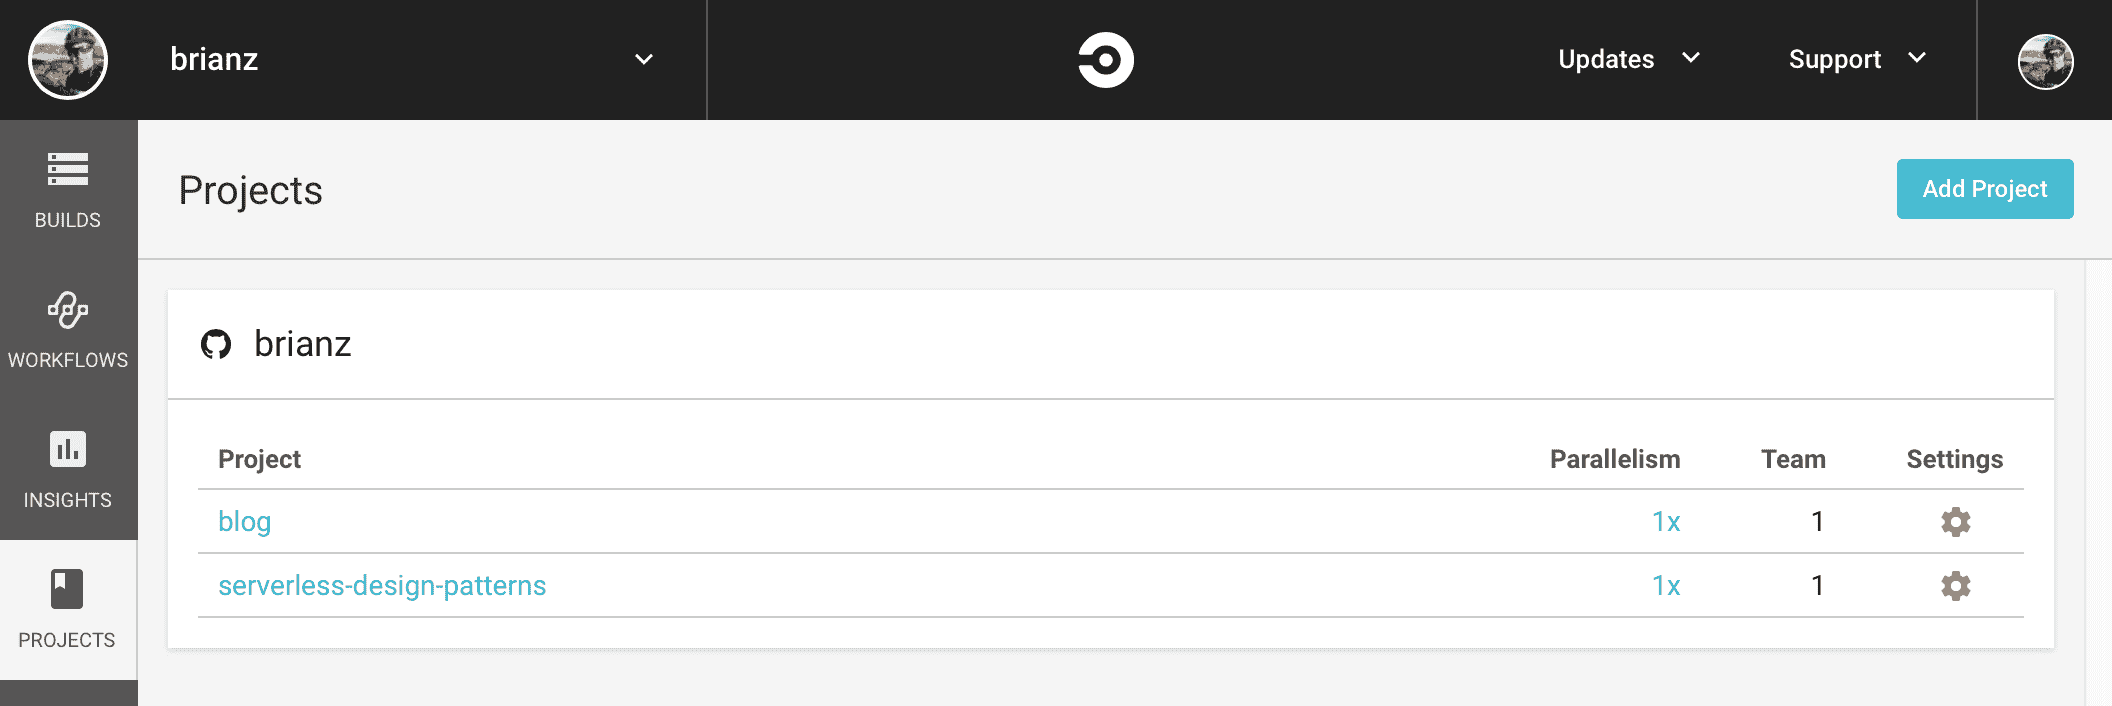 brianz
Updates
Support
BUILDS
WORKFLOWS
INSIGHTS
PROJECTS
Projects
Add Project
brianz
Project Parallelism Team Settings
blog 1x 1
serverless-design-patterns 1x 1